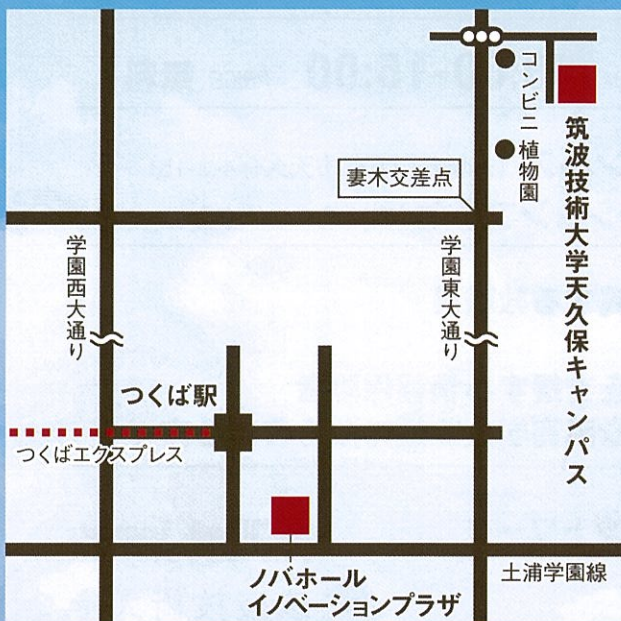 コンビニ
植物園
筑波技術大学天久保キャンパス
妻木交差点
学園西大通り
学園東大通り
つくば駅
つくばエクスプレス
ノバホール
イノベーションプラザ
土浦学園線